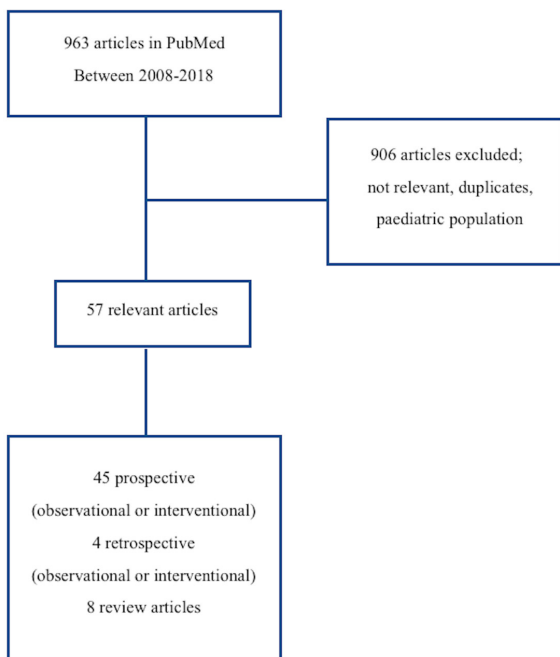 963 articles in PubMed
Between 2008-2018
906 articles excluded;
not relevant, duplicates,
paediatric population
57 relevant articles
45 prospective
(observational or interventional)
4 retrospective
(observational or interventional)
8 review articles